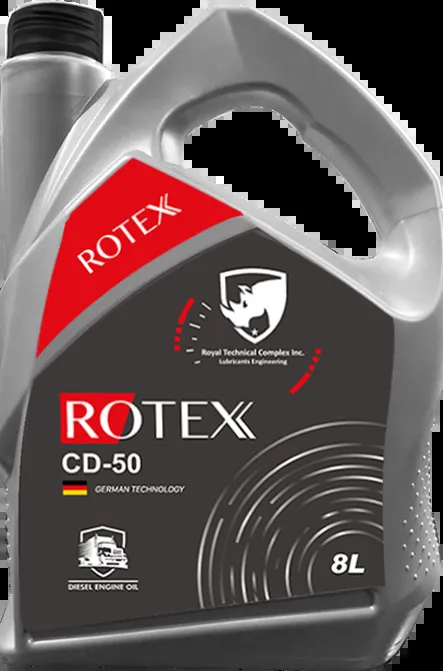 ROTEX
Royal Technical Complex Inc.
Lubricants Engineering
ROTEX
CD-50
GERMAN TECHNOLOGY
DIESEL ENGINE OIL
8L